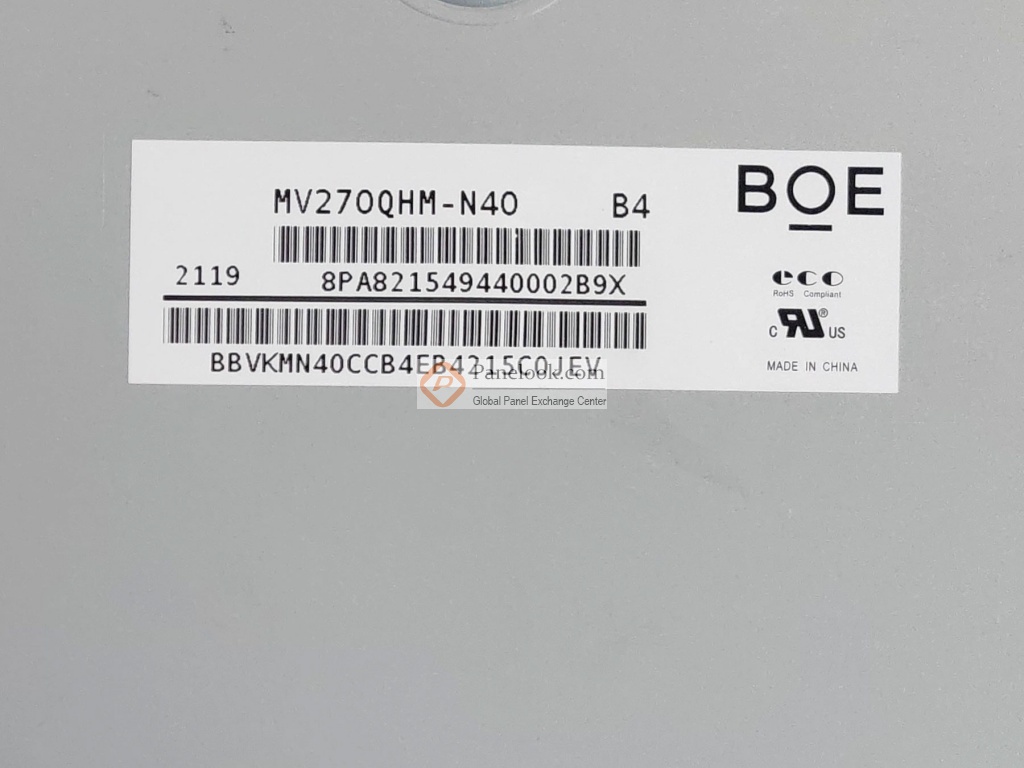 MV270QHM-N40 B4
BOE
2119 8PA821549440002B9X
eco
RoHS Compliant
c RU® US
BBVKMN40CCB4EB4215C0JEV
MADE IN CHINA
Panelook.com
Global Panel Exchange Center